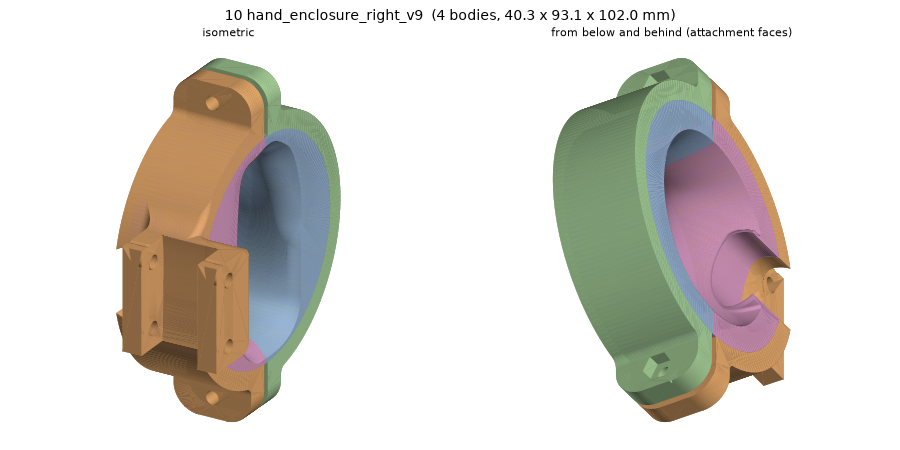 10 hand_enclosure_right_v9  (4 bodies, 40.3 x 93.1 x 102.0 mm)
isometric
from below and behind (attachment faces)